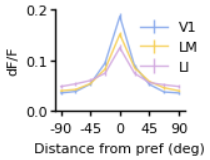 0.2
V1
LM
LI
0.1
0.0
dF/F
-90 -45 0 45 90
Distance from pref (deg)